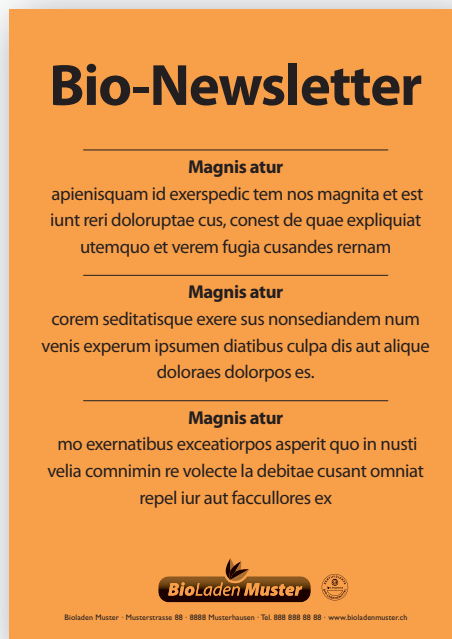 Bio-Newsletter
Magnis atur
apienisquam id exerspedic tem nos magnita et est
iunt reri doloruptae cus, conest de quae expliquiat
utemquo et verem fugia cusandes rernam
Magnis atur
corem seditatisque exere sus nonsediandem num
venis experum ipsumen diatibus culpa dis aut alique
doloraes dolorpos es.
Magnis atur
mo exernatibus exceatiorpos asperit quo in nusti
velia comnimin re volecte la debitae cusant omniat
repel iur aut faccullores ex
BioLaden Muster
Bioladen Muster · Musterstrasse 88 · 8888 Musterhausen · Tel. 888 888 88 88 · www.bioladenmuster.ch